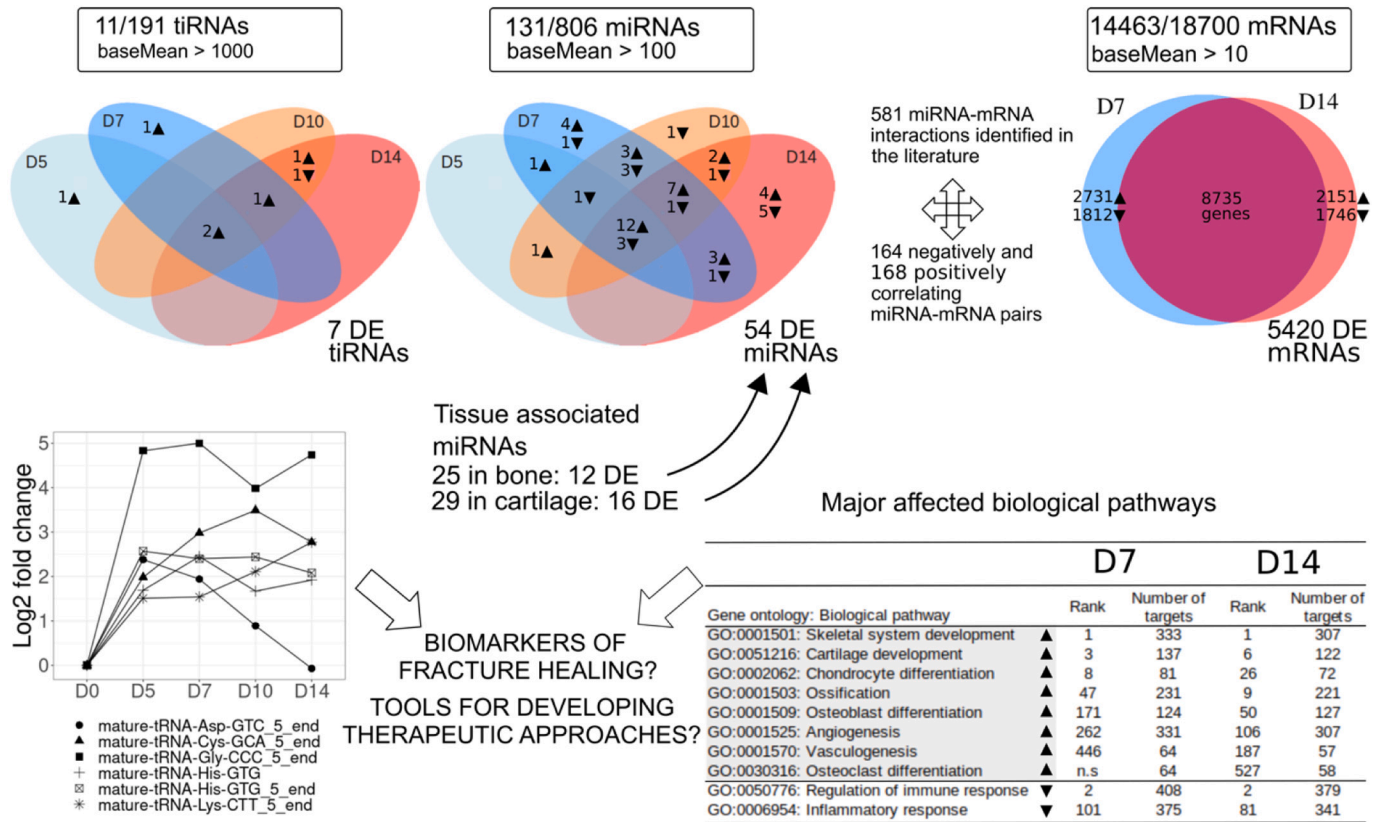 11/191 tiRNAs
baseMean > 1000
131/806 miRNAs
baseMean > 100
14463/18700 mRNAs
baseMean > 10
D5
D7
D10
D14
1▲
1▲
1▲
1▼
1▲
2▲
7 DE
tiRNAs
D5
D7
D10
D14
4▲
1▼
1▼
1▲
3▲
3▼
2▲
1▼
1▼
7▲
1▼
4▲
5▼
12▲
3▼
1▲
3▲
1▼
54 DE
miRNAs
581 miRNA-mRNA
interactions identified in
the literature
164 negatively and
168 positively
correlating
miRNA-mRNA pairs
D7
D14
2731▲
1812▼
8735
genes
2151▲
1746▼
5420 DE
mRNAs
Tissue associated
miRNAs
25 in bone: 12 DE
29 in cartilage: 16 DE
Log2 fold change
5
4
3
2
1
0
D0 D5 D7 D10 D14
mature-tRNA-Asp-GTC_5_end
mature-tRNA-Cys-GCA_5_end
mature-tRNA-Gly-CCC_5_end
mature-tRNA-His-GTG
mature-tRNA-His-GTG_5_end
mature-tRNA-Lys-CTT_5_end
BIOMARKERS OF
FRACTURE HEALING?
TOOLS FOR DEVELOPING
THERAPEUTIC APPROACHES?
Major affected biological pathways
D7 D14
Gene ontology: Biological pathway Rank Number of targets Rank Number of targets
GO:0001501: Skeletal system development ▲ 1 333 1 307
GO:0051216: Cartilage development ▲ 3 137 6 122
GO:0002062: Chondrocyte differentiation ▲ 8 81 26 72
GO:0001503: Ossification ▲ 47 231 9 221
GO:0001509: Osteoblast differentiation ▲ 171 124 50 127
GO:0001525: Angiogenesis ▲ 262 331 106 307
GO:0001570: Vasculogenesis ▲ 446 64 187 57
GO:0030316: Osteoclast differentiation ▲ n.s 64 527 58
GO:0050776: Regulation of immune response ▼ 2 408 2 379
GO:0006954: Inflammatory response ▼ 101 375 81 341